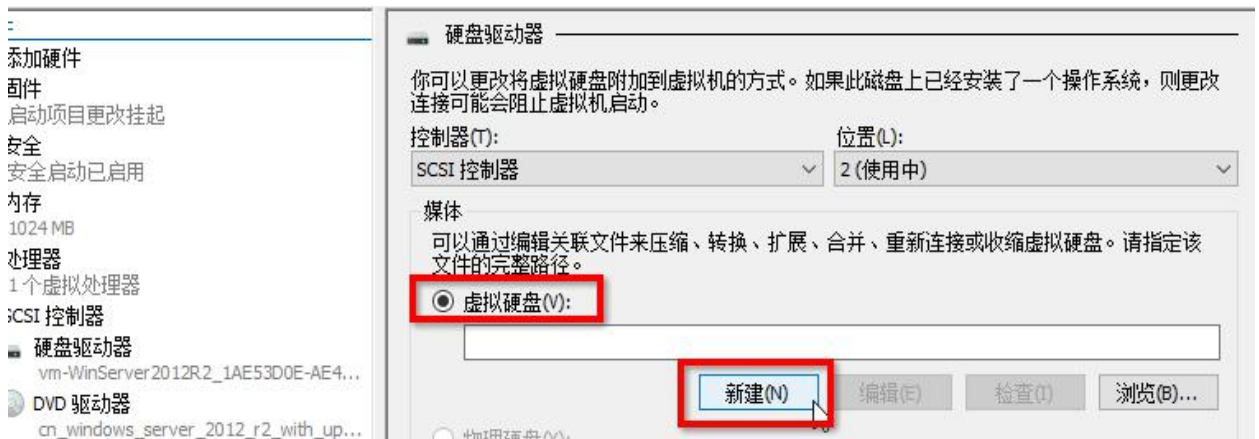 添加硬件
固件
启动项目更改挂起
安全
安全启动已启用
内存
1024 MB
处理器
1 个虚拟处理器
SCSI 控制器
硬盘驱动器
vm-WinServer2012R2_1AE53D0E-AE4...
DVD 驱动器
cn_windows_server_2012_r2_with_up...
硬盘驱动器
你可以更改将虚拟硬盘附加到虚拟机的方式。如果此磁盘上已经安装了一个操作系统，则更改
连接可能会阻止虚拟机启动。
控制器(T):
位置(L):
SCSI 控制器
2 (使用中)
媒体
可以通过编辑关联文件来压缩、转换、扩展、合并、重新连接或收缩虚拟硬盘。请指定该
文件的完整路径。
虚拟硬盘(V):
新建(N)
编辑(E)
检查(I)
浏览(B)...